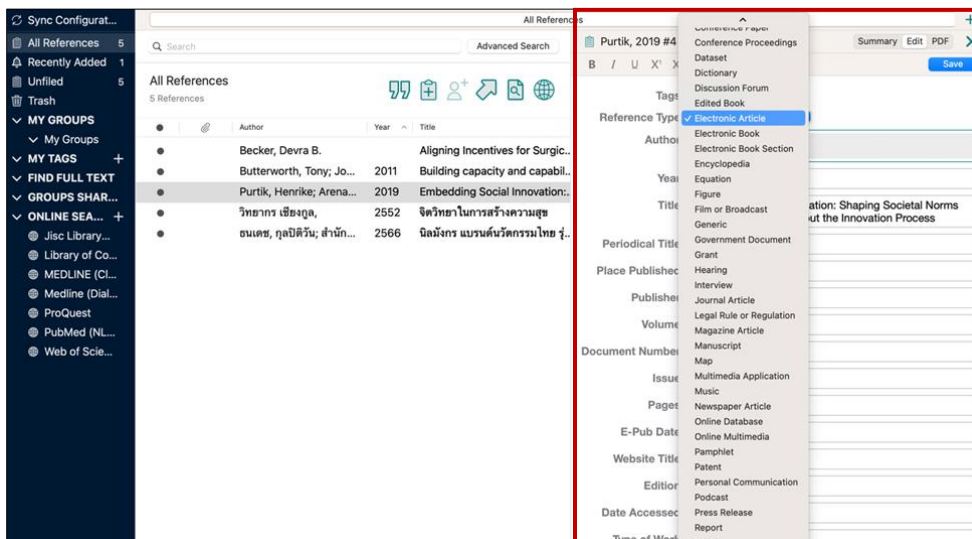 Sync Configurat...
All References 5
Recently Added 1
Unfiled 5
Trash
MY GROUPS
My Groups
MY TAGS +
FIND FULL TEXT
GROUPS SHAR...
ONLINE SEA... +
Jisc Library...
Library of Co...
MEDLINE (Cl...
Medline (Dial...
ProQuest
PubMed (NL...
Web of Scie...
All References
Search
Advanced Search
All References
5 References
Author Year Title
Becker, Devra B. Aligning Incentives for Surgic..
Butterworth, Tony; Jo... 2011 Building capacity and capabil..
Purtik, Henrike; Arena... 2019 Embedding Social Innovation:..
วิทยากร เชียงกูล, 2552 จิตวิทยาในการสร้างความสุข
ธนเดช, กุลปิติวัน; สำนัก... 2566 นิลมังกร แบรนด์นวัตกรรมไทย รุ่..
Purtik, 2019 #4
Summary Edit PDF
B I U X¹
Save
Tags
Reference Type
Author
Year
Title
ation: Shaping Societal Norms
out the Innovation Process
Periodical Title
Place Published
Publisher
Volume
Document Number
Issue
Pages
E-Pub Date
Website Title
Edition
Date Accessed
Type of Work
Conference Paper
Conference Proceedings
Dataset
Dictionary
Discussion Forum
Edited Book
✓ Electronic Article
Electronic Book
Electronic Book Section
Encyclopedia
Equation
Figure
Film or Broadcast
Generic
Government Document
Grant
Hearing
Interview
Journal Article
Legal Rule or Regulation
Magazine Article
Manuscript
Map
Multimedia Application
Music
Newspaper Article
Online Database
Online Multimedia
Pamphlet
Patent
Personal Communication
Podcast
Press Release
Report